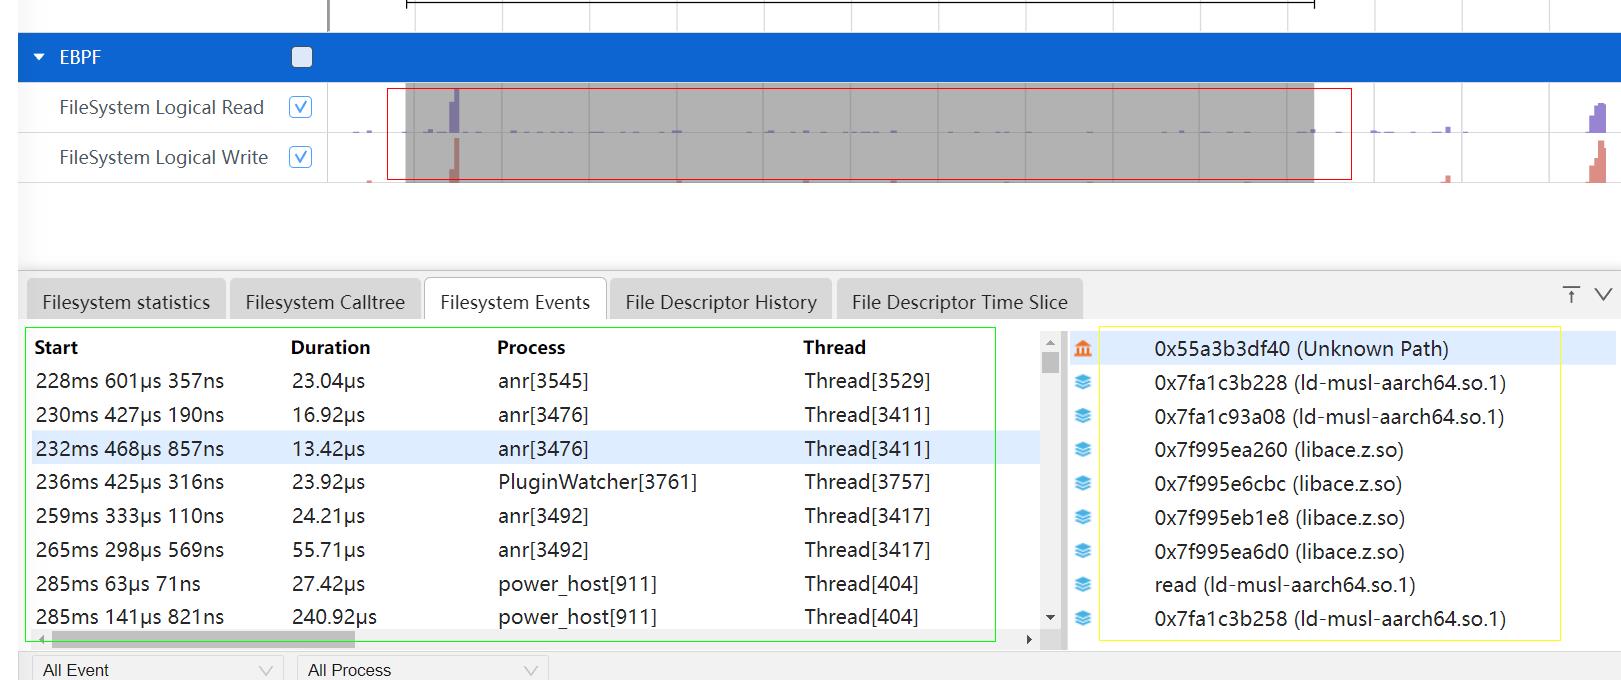 EBPF
FileSystem Logical Read
FileSystem Logical Write
Filesystem statistics Filesystem Calltree Filesystem Events File Descriptor History File Descriptor Time Slice
Start Duration Process Thread
228ms 601μs 357ns 23.04μs anr[3545] Thread[3529]
230ms 427μs 190ns 16.92μs anr[3476] Thread[3411]
232ms 468μs 857ns 13.42μs anr[3476] Thread[3411]
236ms 425μs 316ns 23.92μs PluginWatcher[3761] Thread[3757]
259ms 333μs 110ns 24.21μs anr[3492] Thread[3417]
265ms 298μs 569ns 55.71μs anr[3492] Thread[3417]
285ms 63μs 71ns 27.42μs power_host[911] Thread[404]
285ms 141μs 821ns 240.92μs power_host[911] Thread[404]
0x55a3b3df40 (Unknown Path)
0x7fa1c3b228 (ld-musl-aarch64.so.1)
0x7fa1c93a08 (ld-musl-aarch64.so.1)
0x7f995ea260 (libace.z.so)
0x7f995e6cbc (libace.z.so)
0x7f995eb1e8 (libace.z.so)
0x7f995ea6d0 (libace.z.so)
read (ld-musl-aarch64.so.1)
0x7fa1c3b258 (ld-musl-aarch64.so.1)
All Event All Process